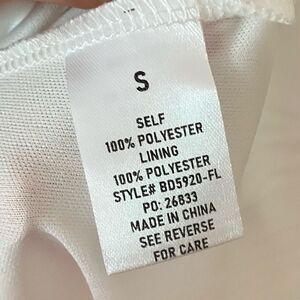 S
SELF
100% POLYESTER
LINING
100% POLYESTER
STYLE# BD5920-FL
PO: 26833
MADE IN CHINA
SEE REVERSE
FOR CARE